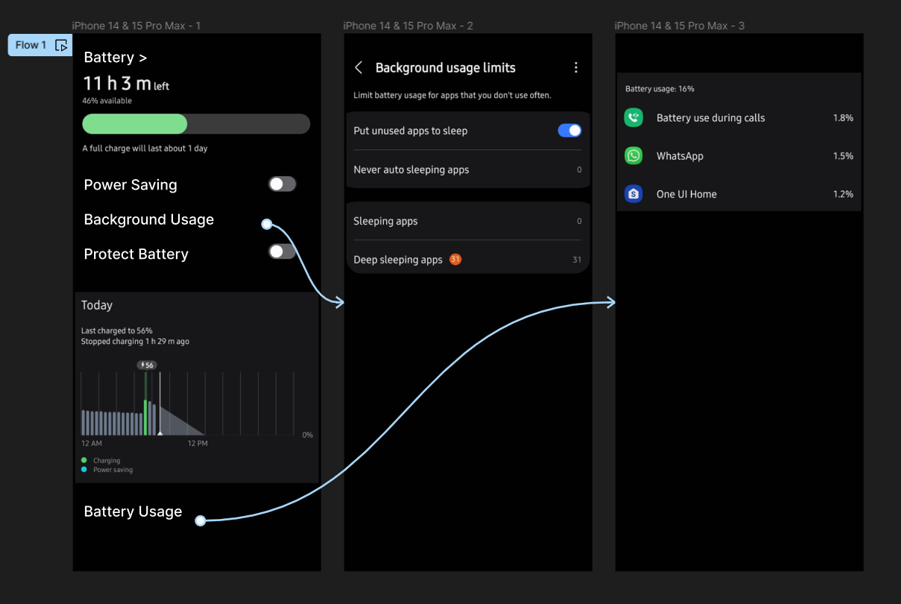 iPhone 14 & 15 Pro Max - 1
Flow 1
Battery >
11 h 3 m left
46% available
A full charge will last about 1 day
Power Saving
Background Usage
Protect Battery
Today
Last charged to 56%
Stopped charging 1 h 29 m ago
56
0%
12 AM 12 PM
Charging
Power saving
Battery Usage
iPhone 14 & 15 Pro Max - 2
Background usage limits
Limit battery usage for apps that you don't use often.
Put unused apps to sleep
Never auto sleeping apps 0
Sleeping apps 0
Deep sleeping apps 31 31
iPhone 14 & 15 Pro Max - 3
Battery usage: 16%
Battery use during calls 1.8%
WhatsApp 1.5%
One UI Home 1.2%